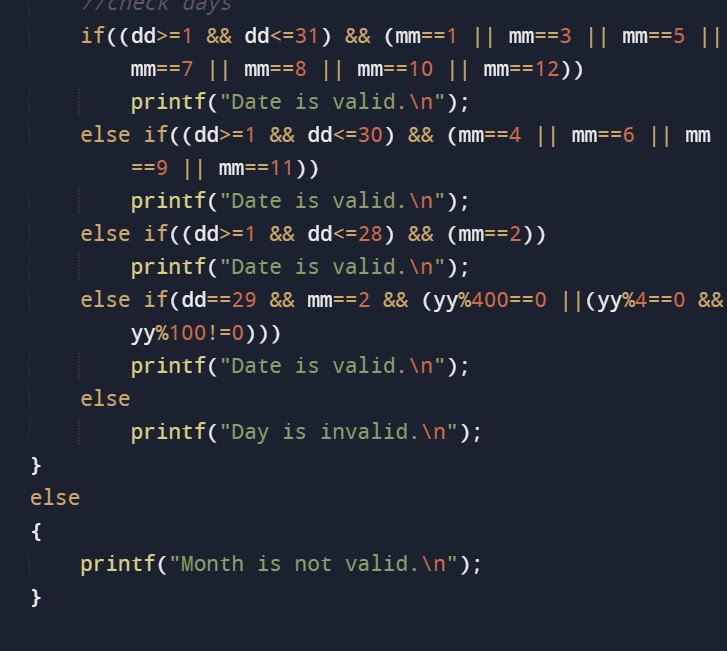 //check days
if((dd>=1 && dd<=31) && (mm==1 || mm==3 || mm==5 ||
mm==7 || mm==8 || mm==10 || mm==12))
printf("Date is valid.\n");
else if((dd>=1 && dd<=30) && (mm==4 || mm==6 || mm
==9 || mm==11))
printf("Date is valid.\n");
else if((dd>=1 && dd<=28) && (mm==2))
printf("Date is valid.\n");
else if(dd==29 && mm==2 && (yy%400==0 ||(yy%4==0 &&
yy%100!=0)))
printf("Date is valid.\n");
else
printf("Day is invalid.\n");
}
else
{
printf("Month is not valid.\n");
}